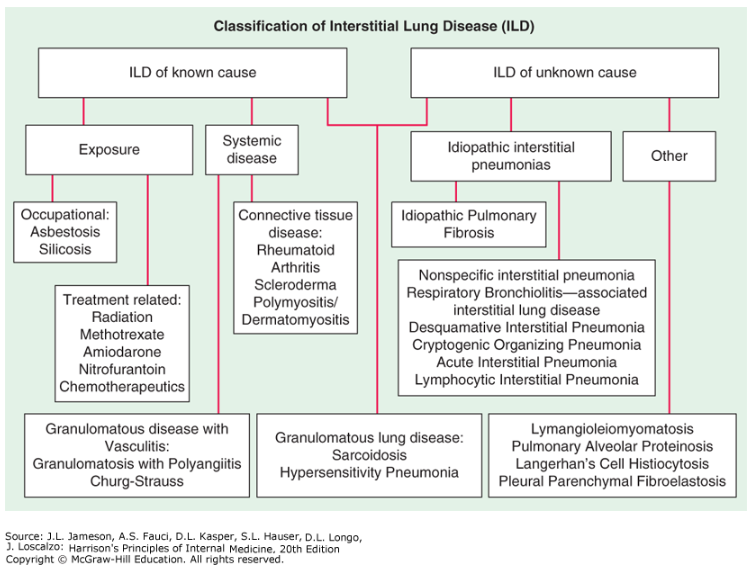 Classification of Interstitial Lung Disease (ILD)
ILD of known cause
ILD of unknown cause
Exposure
Systemic
disease
Idiopathic interstitial
pneumonias
Other
Occupational:
Asbestosis
Silicosis
Connective tissue
disease:
Rheumatoid
Arthritis
Scleroderma
Polymyositis/
Dermatomyositis
Idiopathic Pulmonary
Fibrosis
Treatment related:
Radiation
Methotrexate
Amiodarone
Nitrofurantoin
Chemotherapeutics
Nonspecific interstitial pneumonia
Respiratory Bronchiolitis—associated
interstitial lung disease
Desquamative Interstitial Pneumonia
Cryptogenic Organizing Pneumonia
Acute Interstitial Pneumonia
Lymphocytic Interstitial Pneumonia
Granulomatous disease with
Vasculitis:
Granulomatosis with Polyangiitis
Churg-Strauss
Granulomatous lung disease:
Sarcoidosis
Hypersensitivity Pneumonia
Lymangioleiomyomatosis
Pulmonary Alveolar Proteinosis
Langerhan's Cell Histiocytosis
Pleural Parenchymal Fibroelastosis
Source: J.L. Jameson, A.S. Fauci, D.L. Kasper, S.L. Hauser, D.L. Longo,
J. Loscalzo: Harrison's Principles of Internal Medicine, 20th Edition
Copyright © McGraw-Hill Education. All rights reserved.